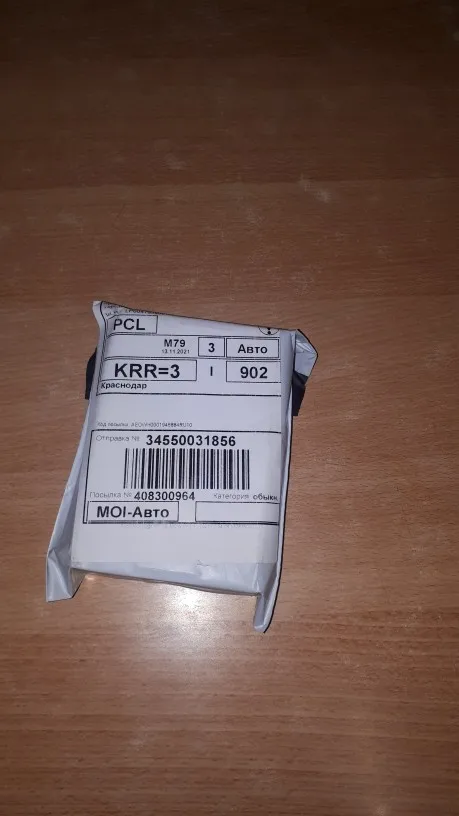 PCL
M79 3 Авто
13.11.2021
KRR=3 I 902
Краснодар
Отправка № 34550031856
Посылка № 408300964 Категория обыкн
MOI-Авто